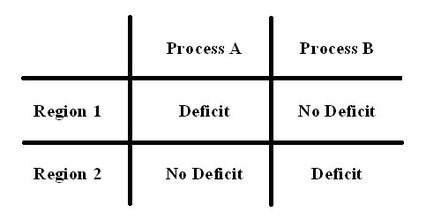 Process A Process B
Region 1 Deficit No Deficit
Region 2 No Deficit Deficit